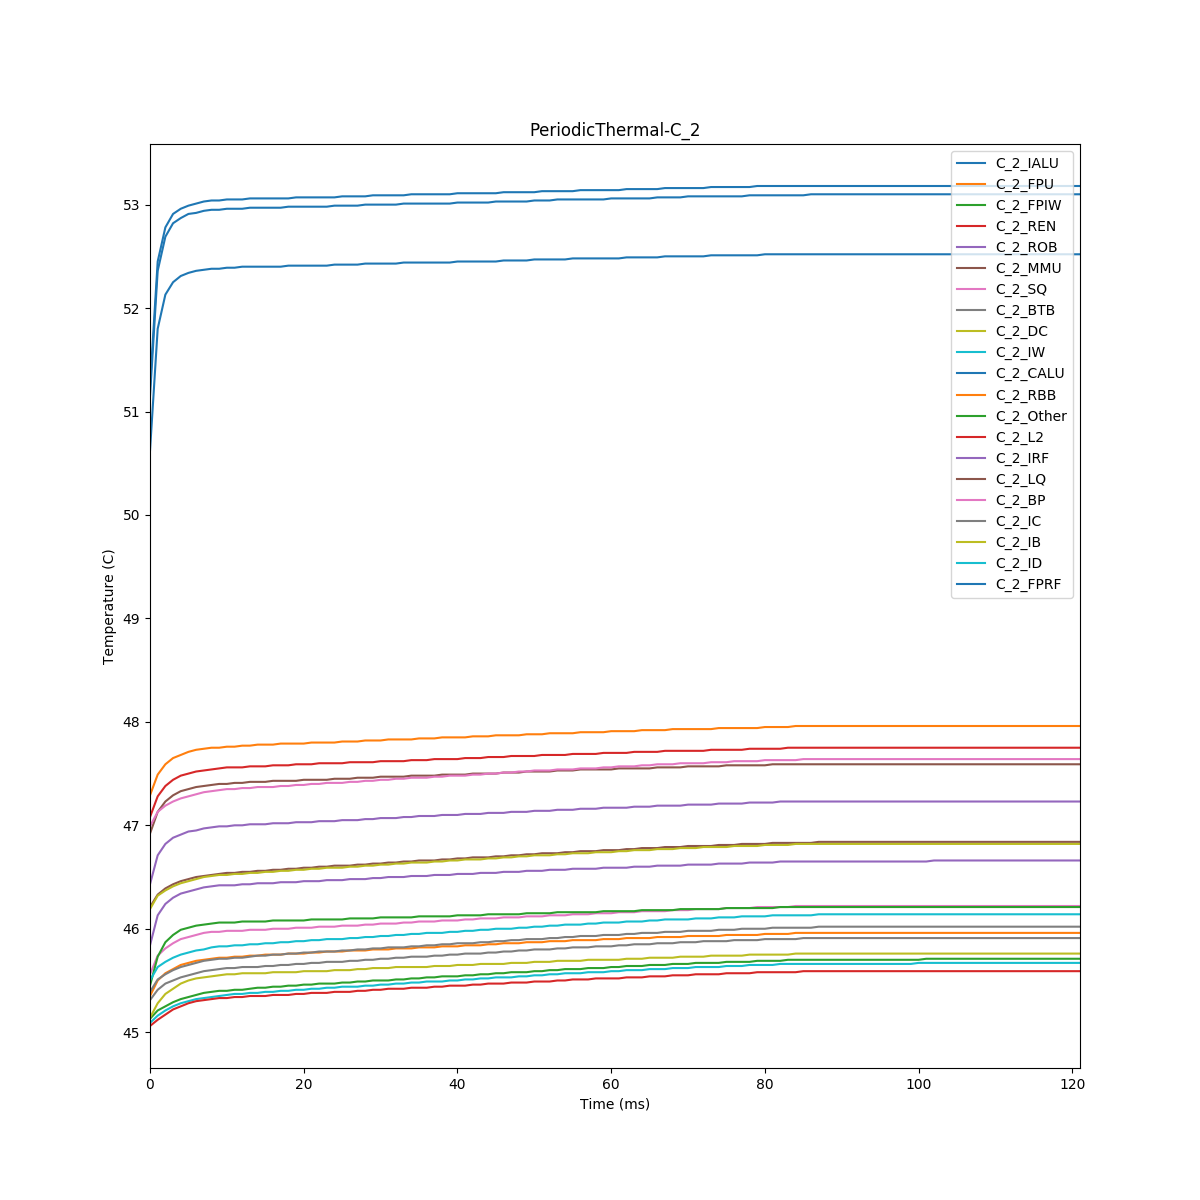 PeriodicThermal-C_2
C_2_IALU
C_2_FPU
C_2_FPIW
C_2_REN
C_2_ROB
C_2_MMU
C_2_SQ
C_2_BTB
C_2_DC
C_2_IW
C_2_CALU
C_2_RBB
C_2_Other
C_2_L2
C_2_IRF
C_2_LQ
C_2_BP
C_2_IC
C_2_IB
C_2_ID
C_2_FPRF
Temperature (C)
53
52
51
50
49
48
47
46
45
0 20 40 60 80 100 120
Time (ms)